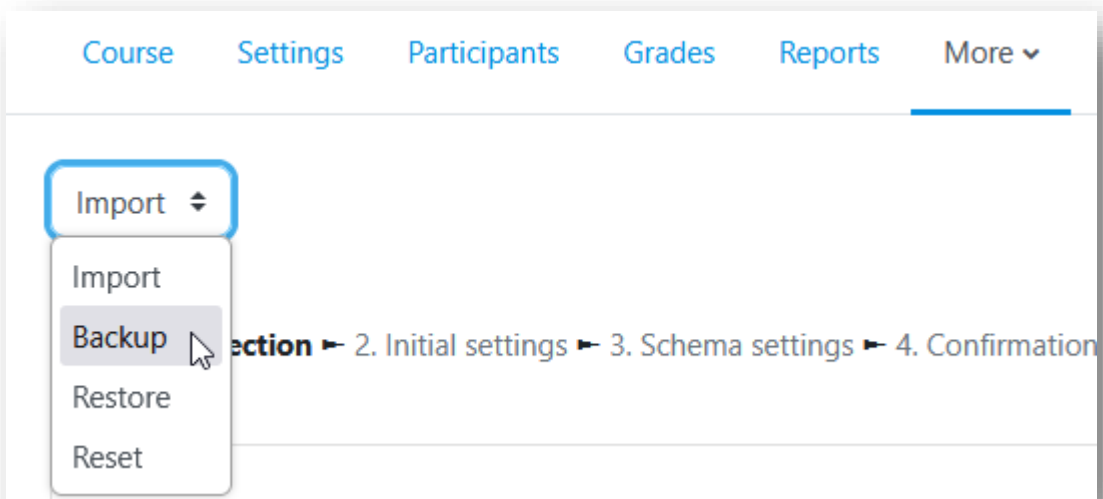 Course Settings Participants Grades Reports More
Import
Import
Backup
ection ► 2. Initial settings ► 3. Schema settings ► 4. Confirmation
Restore
Reset